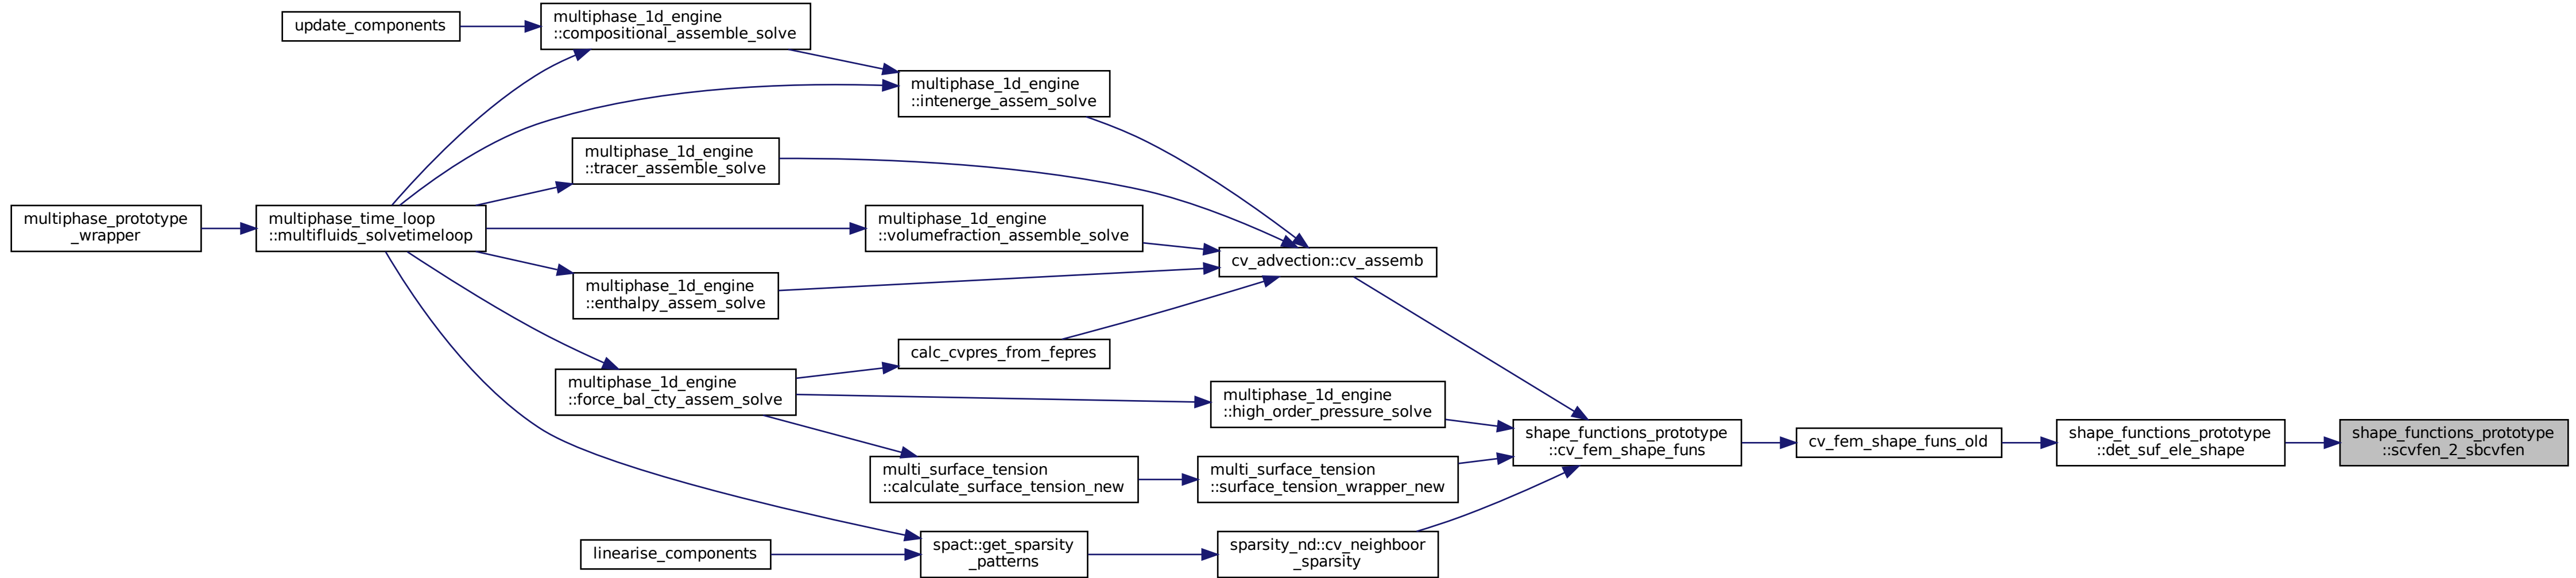 update_components
multiphase_1d_engine
::compositional_assemble_solve
multiphase_1d_engine
::intenerge_assem_solve
multiphase_1d_engine
::tracer_assemble_solve
multiphase_prototype
_wrapper
multiphase_time_loop
::multifluids_solvetimeloop
multiphase_1d_engine
::volumefraction_assemble_solve
cv_advection::cv_assemb
multiphase_1d_engine
::enthalpy_assem_solve
calc_cvpres_from_fepres
multiphase_1d_engine
::force_bal_cty_assem_solve
multiphase_1d_engine
::high_order_pressure_solve
shape_functions_prototype
::cv_fem_shape_funs
cv_fem_shape_funs_old
shape_functions_prototype
::det_suf_ele_shape
shape_functions_prototype
::scvfen_2_sbcvfen
multi_surface_tension
::calculate_surface_tension_new
multi_surface_tension
::surface_tension_wrapper_new
linearise_components
spact::get_sparsity
_patterns
sparsity_nd::cv_neighboor
_sparsity